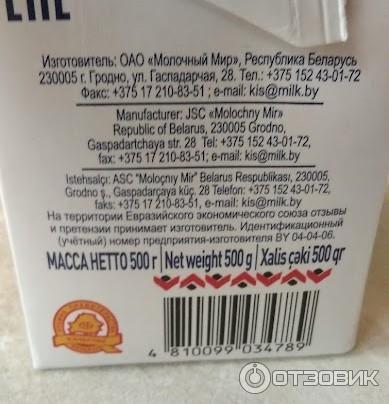 Изготовитель: ОАО «Молочный Мир», Республика Беларусь
230005 г. Гродно, ул. Гаспадарчая, 28. Тел.: +375 152 43-01-72
Факс: +375 17 210-83-51 ; e-mail: kis@milk.by
Manufacturer: JSC «Molochny Mir»
Republic of Belarus, 230005 Grodno,
Gaspadartchaya str. 28 Tel.: +375 152 43-01-72,
fax: +375 17 210-83-51; e-mail: kis@milk.by
Istehsalçı: ASC "Moloçnıy Mir" Belarus Respublikası, 230005,
Grodno ş., Gaspadarçaya küç. 28 Telefon: +375 152 43-01-72,
faks: +375 17 210-83-51; e-mail: kis@milk.by
На территории Евразийского экономического союза отзывы
и претензии принимает изготовитель. Идентификационный
(учётный) номер предприятия-изготовителя BY 04-04-06.
МАССА НЕТТО 500 г | Net weight 500 g | Xalis çəki 500 qr
4 810099 034789
ОТЗОВИК